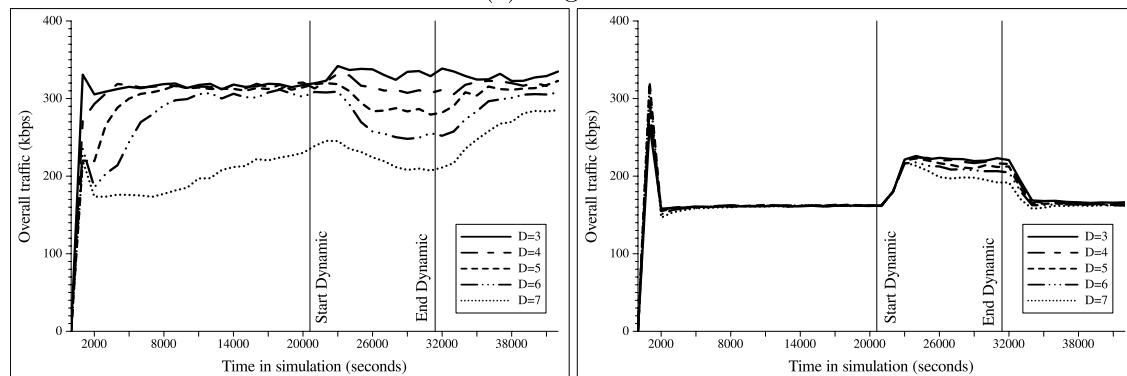 400
300
200
100
0
Overall traffic (kbps)
2000 8000 14000 20000 26000 32000 38000
Time in simulation (seconds)
Start Dynamic
End Dynamic
D=3
D=4
D=5
D=6
D=7
400
300
200
100
0
Overall traffic (kbps)
2000 8000 14000 20000 26000 32000 38000
Time in simulation (seconds)
Start Dynamic
End Dynamic
D=3
D=4
D=5
D=6
D=7